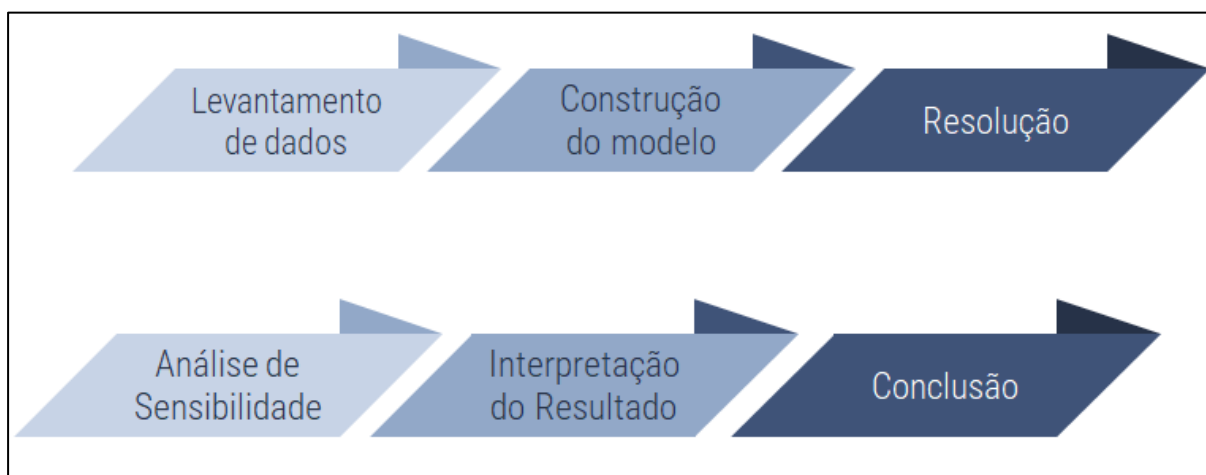 Levantamento
de dados
Construção
do modelo
Resolução
Análise de
Sensibilidade
Interpretação
do Resultado
Conclusão